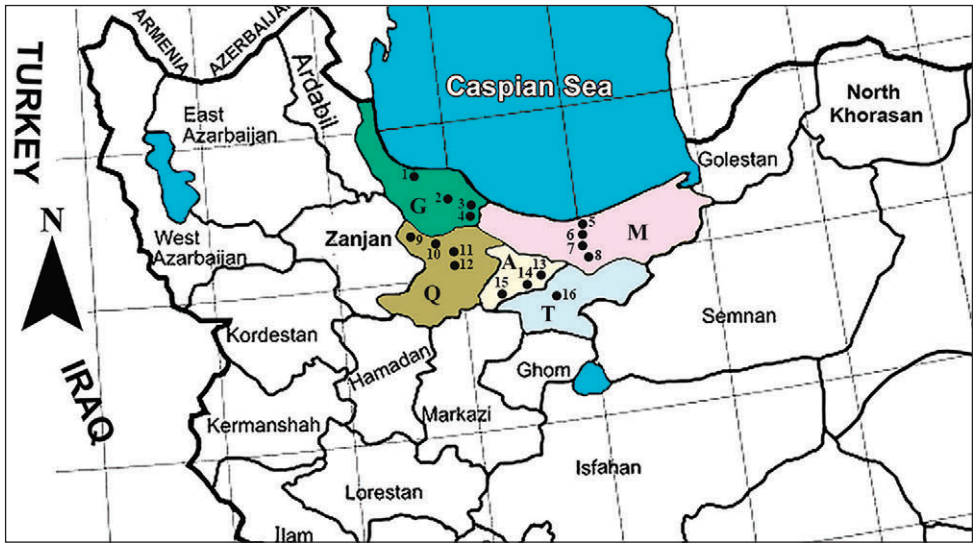 TURKEY
ARMENIA
AZERBAIJAN
Ardabil
East
Azarbaijan
Caspian Sea
North
Khorasan
Golestan
N
West
Azarbaijan
Zanjan
1
2
3
4
G
5
6
7
8
M
9
10
11
12
Q
A
13
14
15
16
T
Semnan
Kordestan
IRAQ
Hamadan
Ghom
Kermanshah
Markazi
Isfahan
Lorestan
Ilam